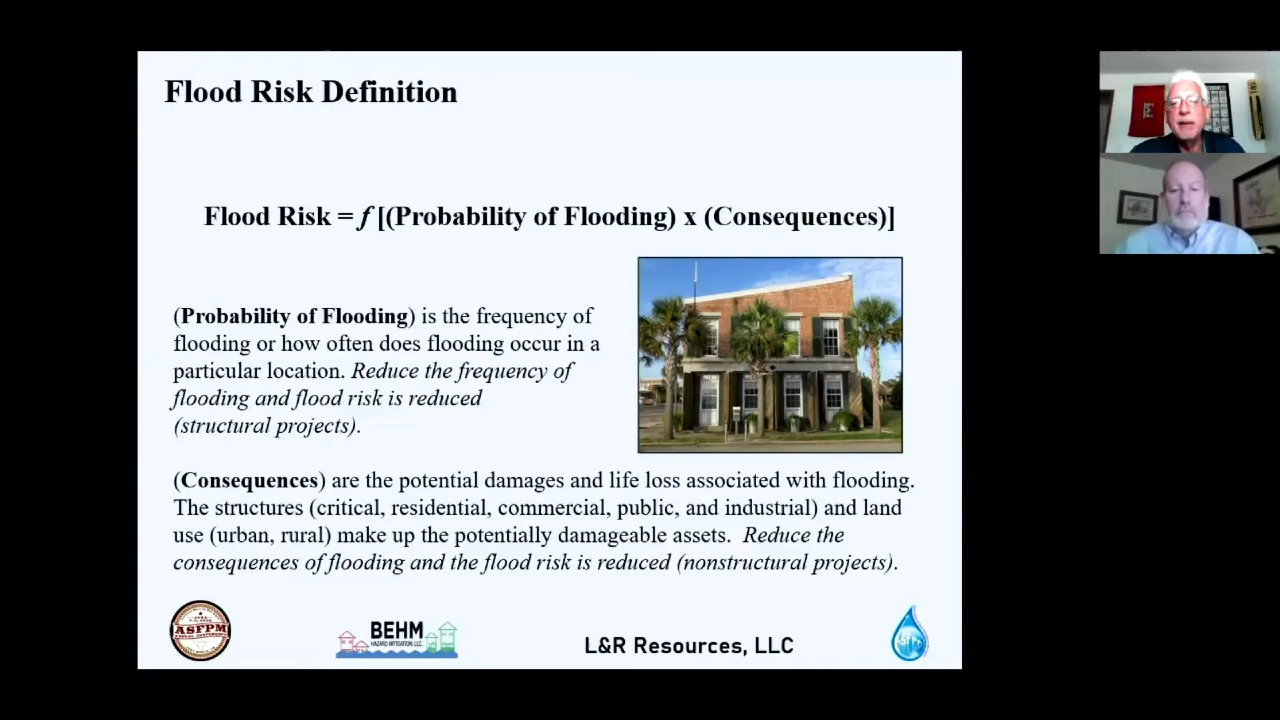 Flood Risk Definition
Flood Risk = f [(Probability of Flooding) x (Consequences)]
(Probability of Flooding) is the frequency of
flooding or how often does flooding occur in a
particular location. Reduce the frequency of
flooding and flood risk is reduced
(structural projects).
(Consequences) are the potential damages and life loss associated with flooding.
The structures (critical, residential, commercial, public, and industrial) and land
use (urban, rural) make up the potentially damageable assets. Reduce the
consequences of flooding and the flood risk is reduced (nonstructural projects).
ASFPM
BEHM
HAZARD MITIGATION, LLC.
L&R Resources, LLC